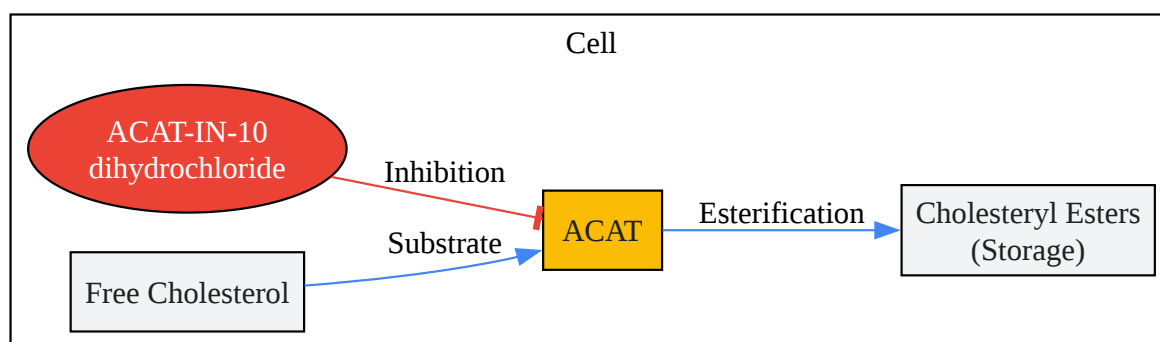 Cell
ACAT-IN-10
dihydrochloride
Inhibition
Substrate
Free Cholesterol
ACAT
Esterification
Cholesteryl Esters
(Storage)